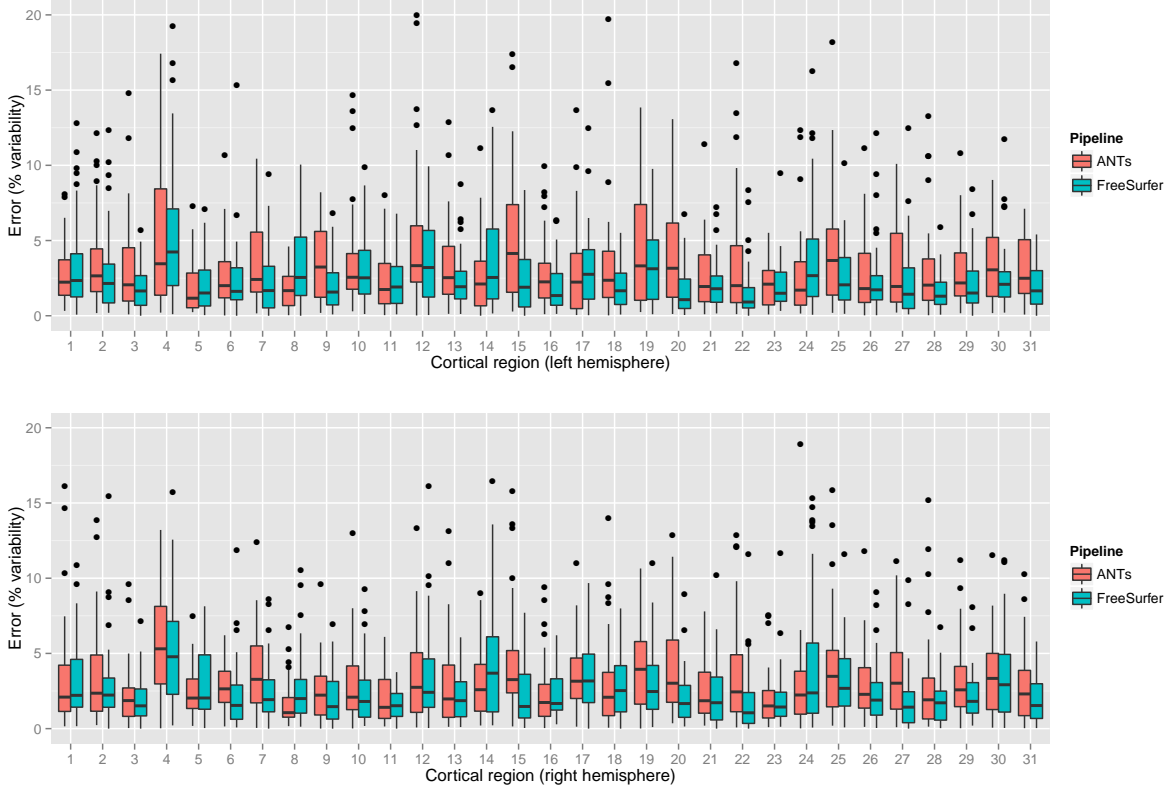 Error (% variability)
20
15
10
5
0
1 2 3 4 5 6 7 8 9 10 11 12 13 14 15 16 17 18 19 20 21 22 23 24 25 26 27 28 29 30 31
Cortical region (left hemisphere)
Pipeline
ANTs
FreeSurfer
Error (% variability)
20
15
10
5
0
1 2 3 4 5 6 7 8 9 10 11 12 13 14 15 16 17 18 19 20 21 22 23 24 25 26 27 28 29 30 31
Cortical region (right hemisphere)
Pipeline
ANTs
FreeSurfer